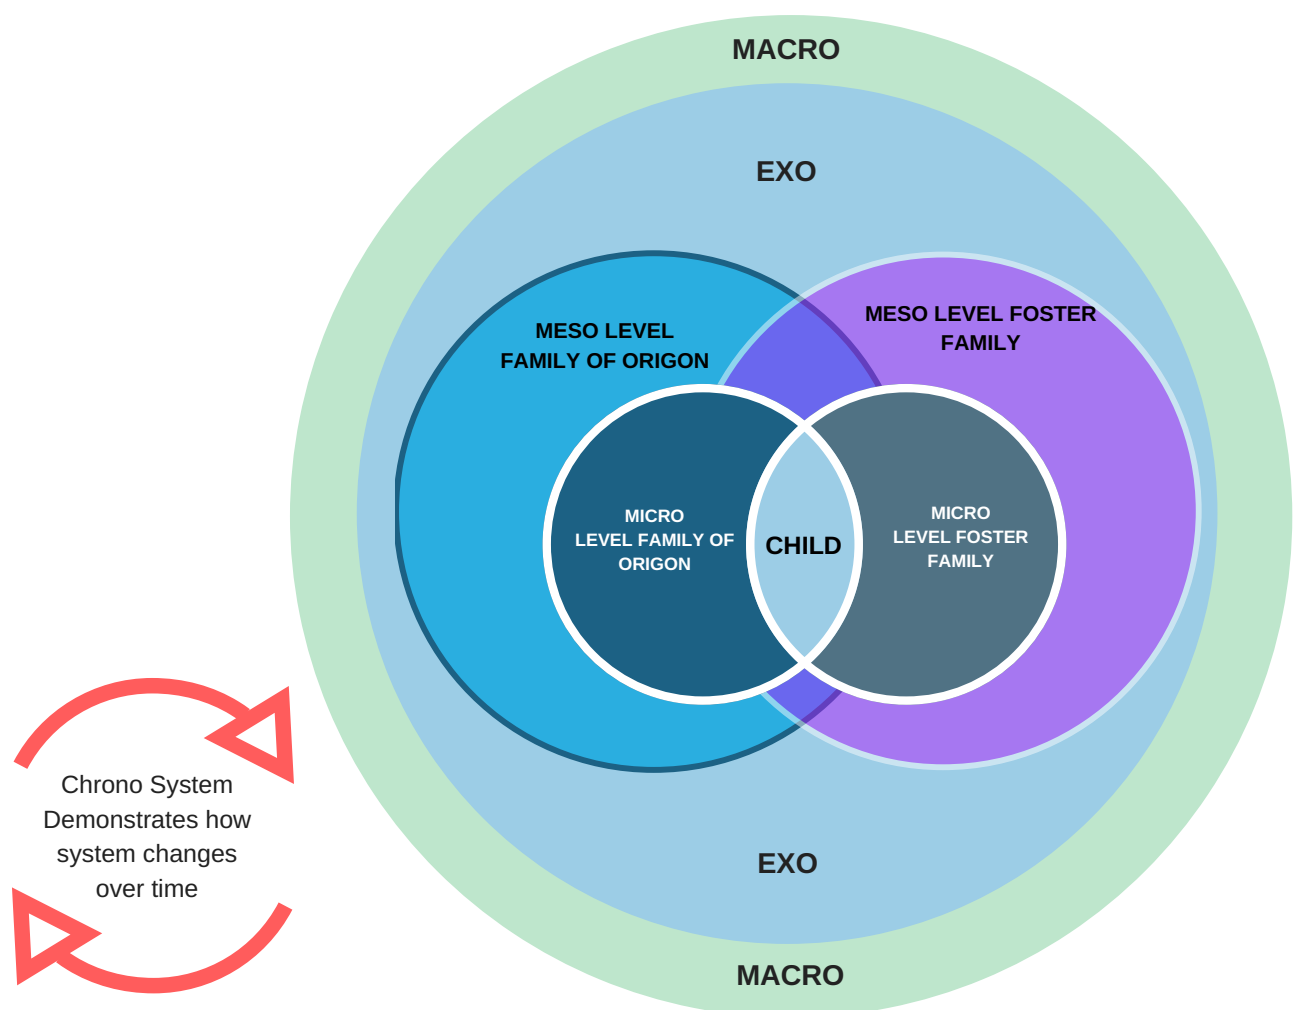 MACRO
EXO
MESO LEVEL
FAMILY OF ORIGON
MESO LEVEL FOSTER
FAMILY
MICRO
LEVEL FAMILY OF
ORIGON
CHILD
MICRO
LEVEL FOSTER
FAMILY
Chrono System
Demonstrates how
system changes
over time
EXO
MACRO